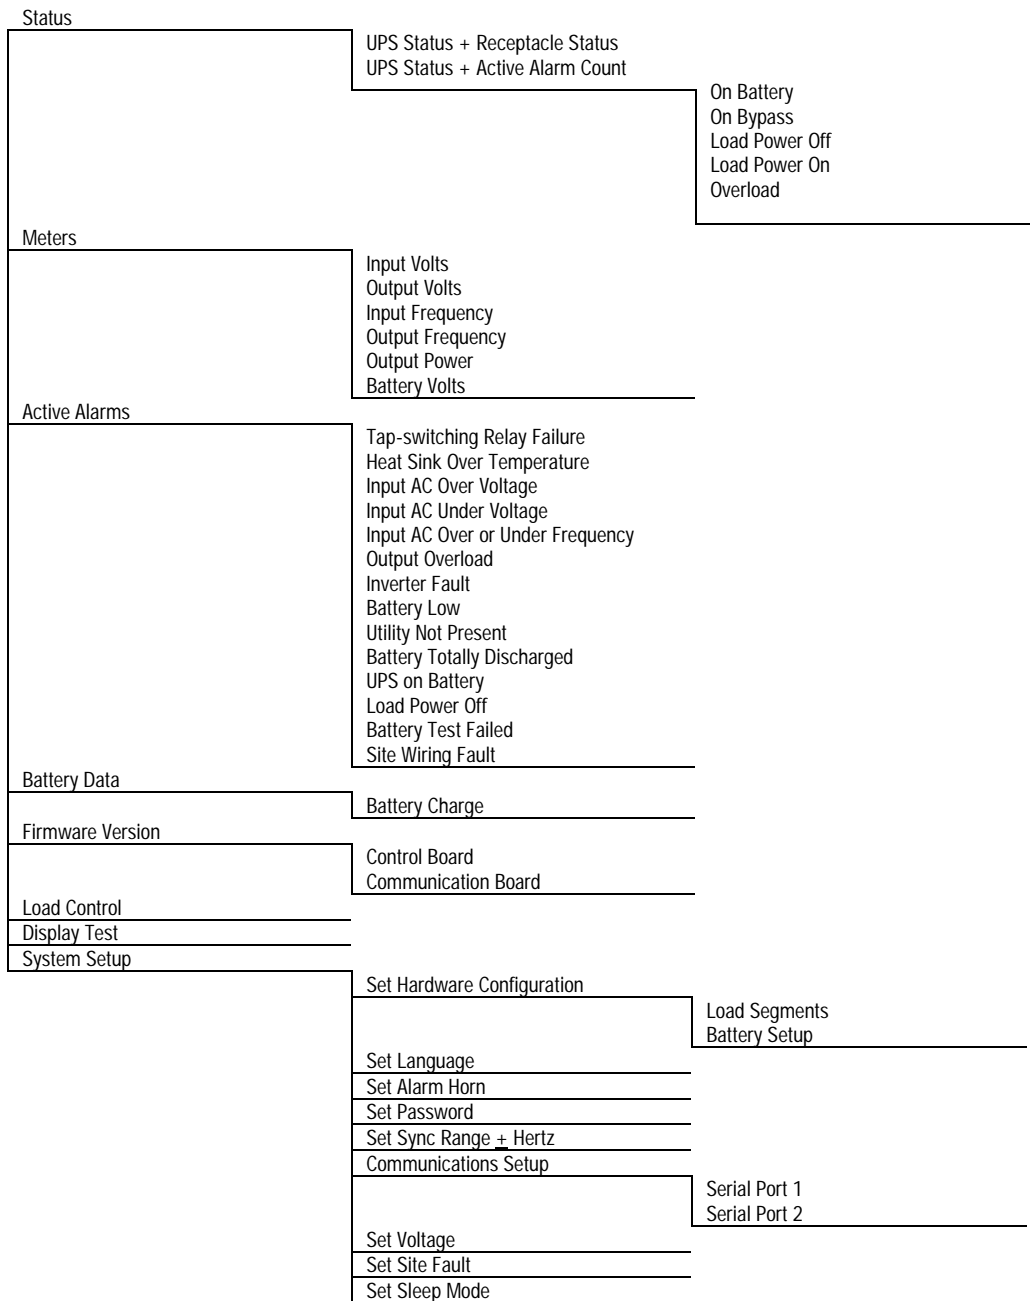 Status
UPS Status + Receptacle Status
UPS Status + Active Alarm Count
On Battery
On Bypass
Load Power Off
Load Power On
Overload
Meters
Input Volts
Output Volts
Input Frequency
Output Frequency
Output Power
Battery Volts
Active Alarms
Tap-switching Relay Failure
Heat Sink Over Temperature
Input AC Over Voltage
Input AC Under Voltage
Input AC Over or Under Frequency
Output Overload
Inverter Fault
Battery Low
Utility Not Present
Battery Totally Discharged
UPS on Battery
Load Power Off
Battery Test Failed
Site Wiring Fault
Battery Data
Battery Charge
Firmware Version
Control Board
Communication Board
Load Control
Display Test
System Setup
Set Hardware Configuration
Load Segments
Battery Setup
Set Language
Set Alarm Horn
Set Password
Set Sync Range ± Hertz
Communications Setup
Serial Port 1
Serial Port 2
Set Voltage
Set Site Fault
Set Sleep Mode